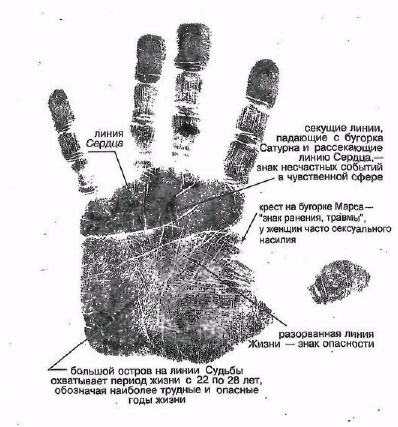 линия
Сердца
секущие линии,
падающие с бугорка
Сатурна и рассекающие
линию Сердца,—
знак несчастных событий
в чувственной сфере
крест на бугорке Марса—
"знак ранения, травмы",
у женщин часто сексуального
насилия
разорванная линия
Жизни — знак опасности
большой остров на линии Судьбы
охватывает период жизни с 22 по 28 лет,
обозначая наиболее трудные и опасные
годы жизни